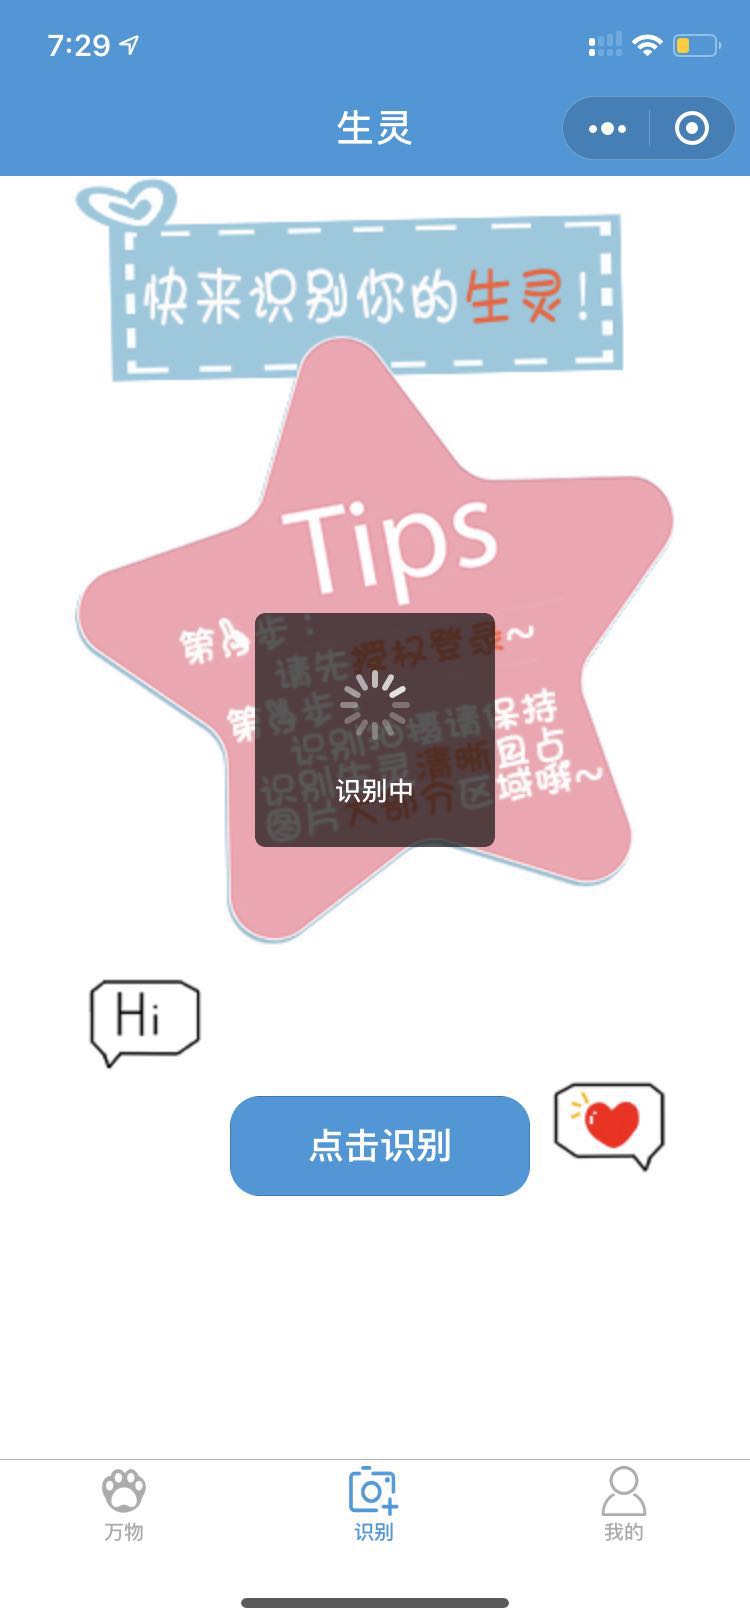 7:29
生灵
快来识别你的生灵!
Tips
第步：
请先授权登录~
第步
识别拍摄请保持
识别生灵清晰且占
图片大部分区域哦~
识别中
Hi
点击识别
万物
识别
我的